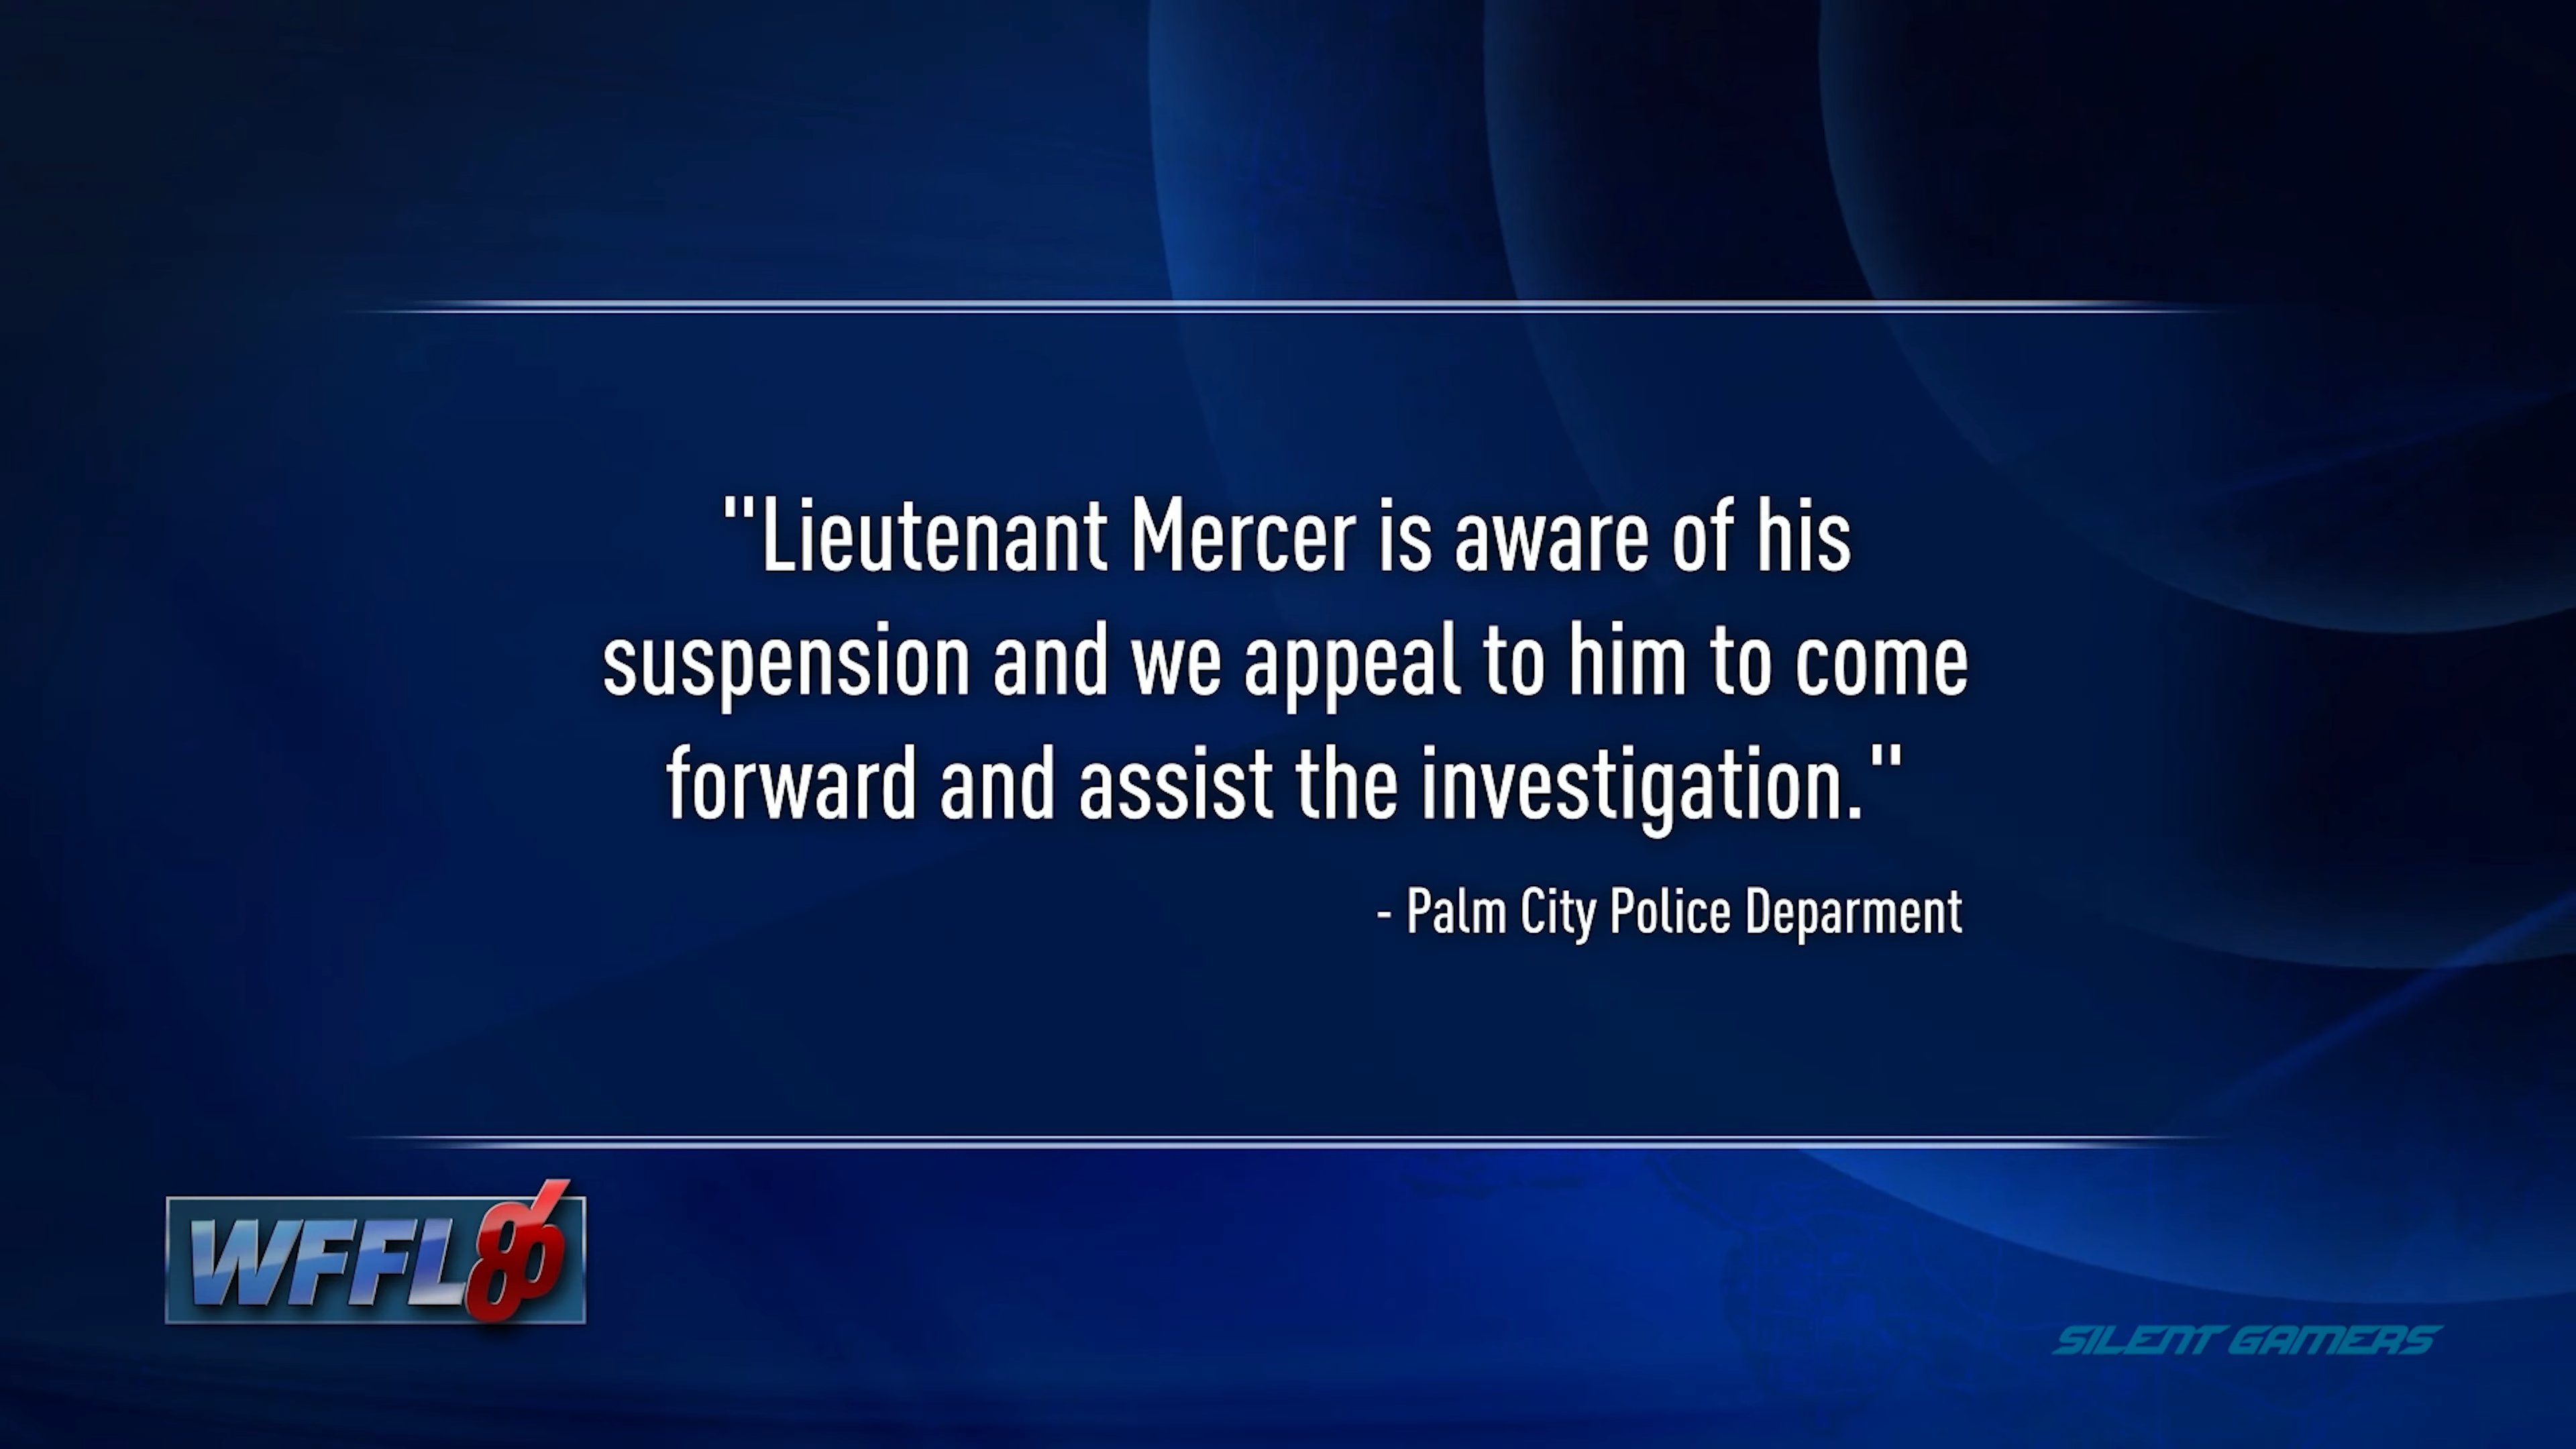 "Lieutenant Mercer is aware of his
suspension and we appeal to him to come
forward and assist the investigation."
- Palm City Police Deparment
WFFL86
SILENT GAMERS